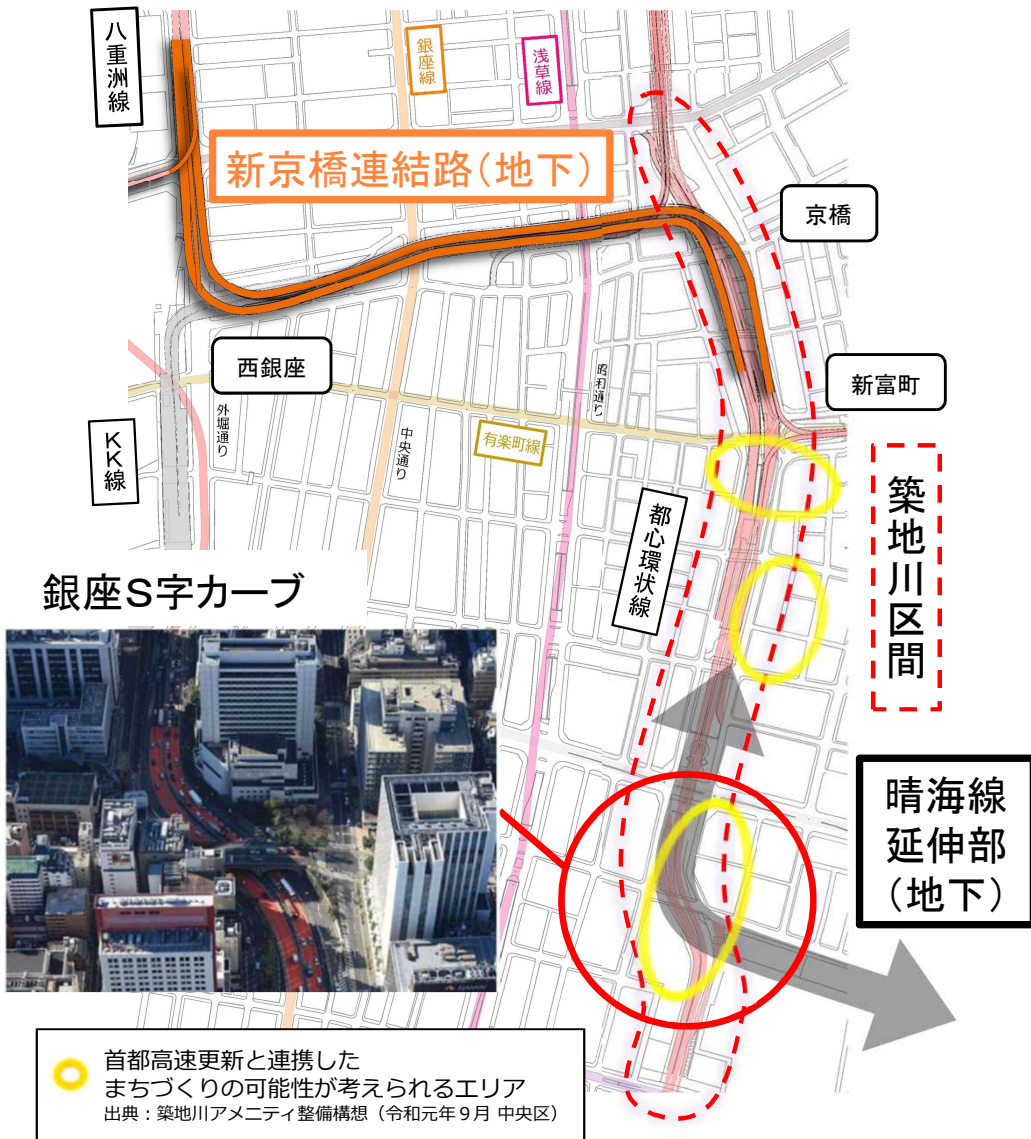 八重洲線
銀座線
浅草線
新京橋連結路(地下)
京橋
西銀座
新富町
昭和通り
外堀通り
中央通り
有楽町線
KK線
都心環状線
築地川区間
銀座S字カーブ
晴海線
延伸部
(地下)
首都高速更新と連携した
まちづくりの可能性が考えられるエリア
出典：築地川アメニティ整備構想（令和元年９月 中央区）